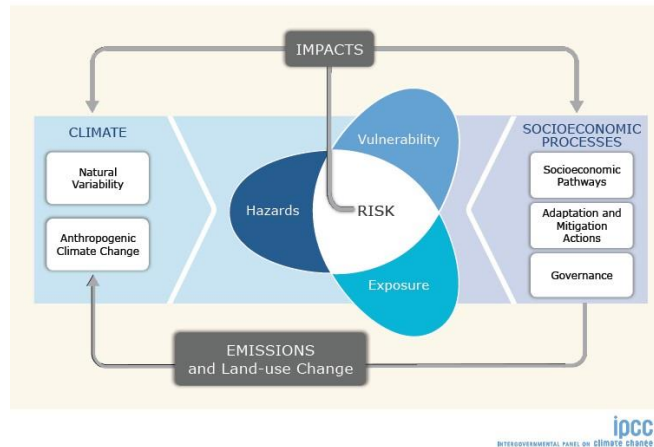 IMPACTS
CLIMATE
Natural
Variability
Anthropogenic
Climate Change
Vulnerability
Hazards
RISK
Exposure
SOCIOECONOMIC
PROCESSES
Socioeconomic
Pathways
Adaptation and
Mitigation
Actions
Governance
EMISSIONS
and Land-use Change
ipcc
INTERGOVERNMENTAL PANEL ON climate change